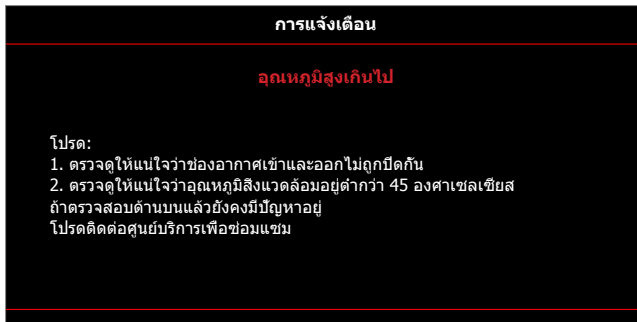 การแจ้งเตือน
อุณหภูมิสูงเกินไป
โปรด:
1. ตรวจดูให้แน่ใจว่าช่องอากาศเข้าและออกไม่ถูกปิดกั้น
2. ตรวจดูให้แน่ใจว่าอุณหภูมิสิ่งแวดล้อมอยู่ต่ำกว่า 45 องศาเซลเซียส
ถ้าตรวจสอบด้านบนแล้วยังคงมีปัญหาอยู่
โปรดติดต่อศูนย์บริการเพื่อซ่อมแซม